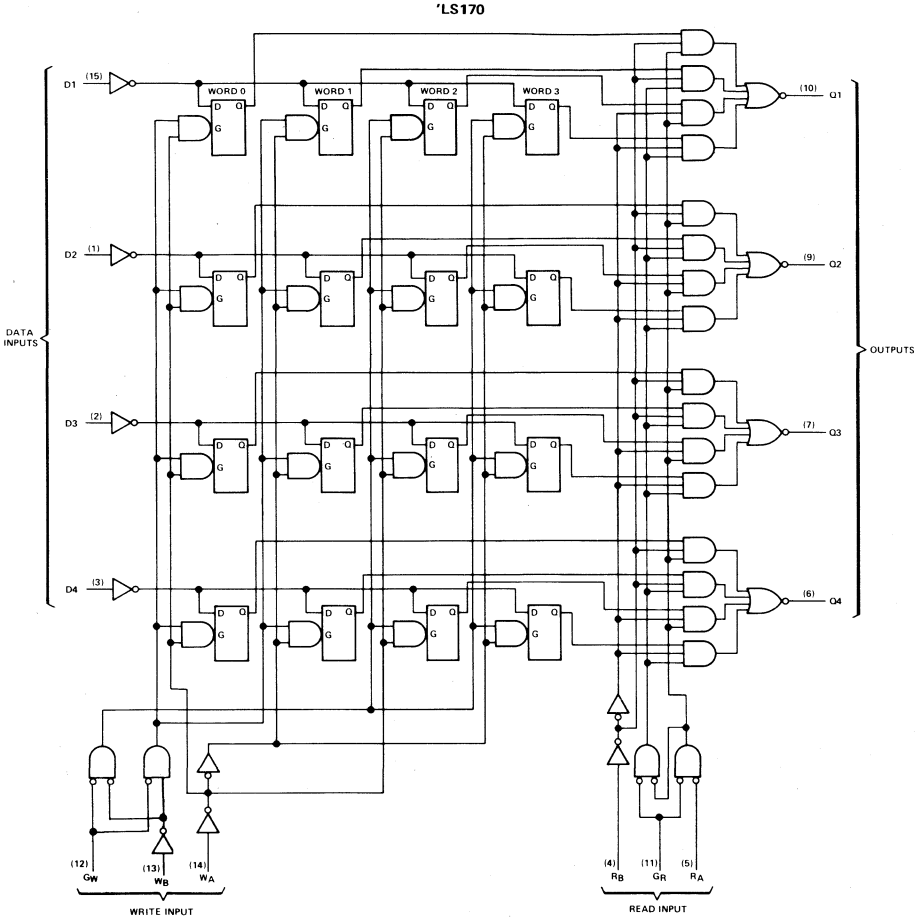 'LS170
D1
(15)
WORD 0
WORD 1
WORD 2
WORD 3
(10)
Q1
D Q
G
D Q
G
D Q
G
D Q
G
D2
(1)
(9)
Q2
D Q
G
D Q
G
D Q
G
D Q
G
DATA
INPUTS
OUTPUTS
D3
(2)
(7)
Q3
D Q
G
D Q
G
D Q
G
D Q
G
D4
(3)
(6)
Q4
D Q
G
D Q
G
D Q
G
D Q
G
(12)
GW
(13)
WB
(14)
WA
(4)
RB
(11)
GR
(5)
RA
WRITE INPUT
READ INPUT